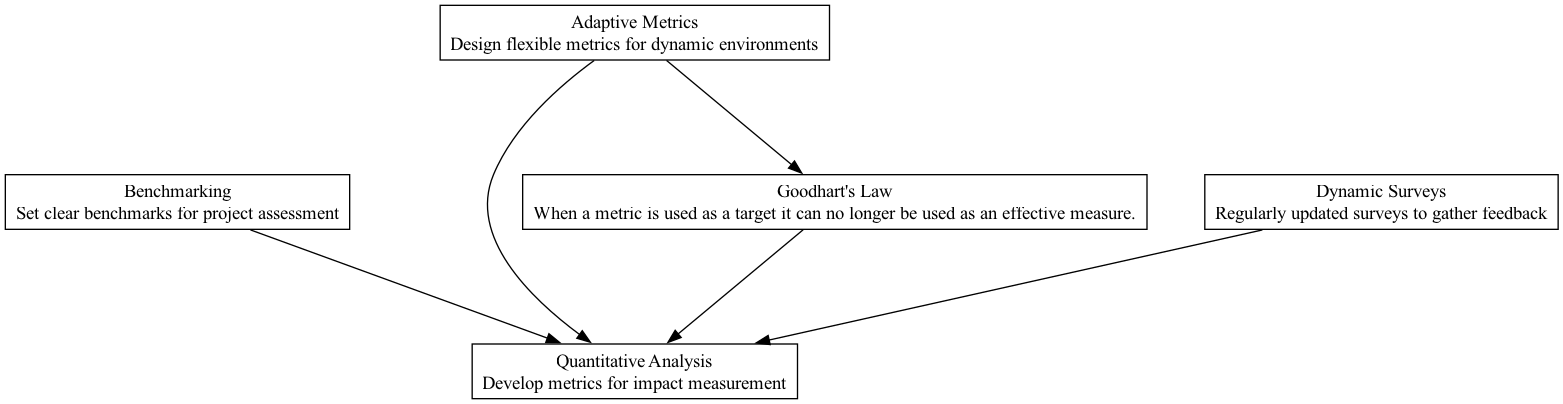 Adaptive Metrics
Design flexible metrics for dynamic environments
Benchmarking
Set clear benchmarks for project assessment
Goodhart's Law
When a metric is used as a target it can no longer be used as an effective measure.
Dynamic Surveys
Regularly updated surveys to gather feedback
Quantitative Analysis
Develop metrics for impact measurement